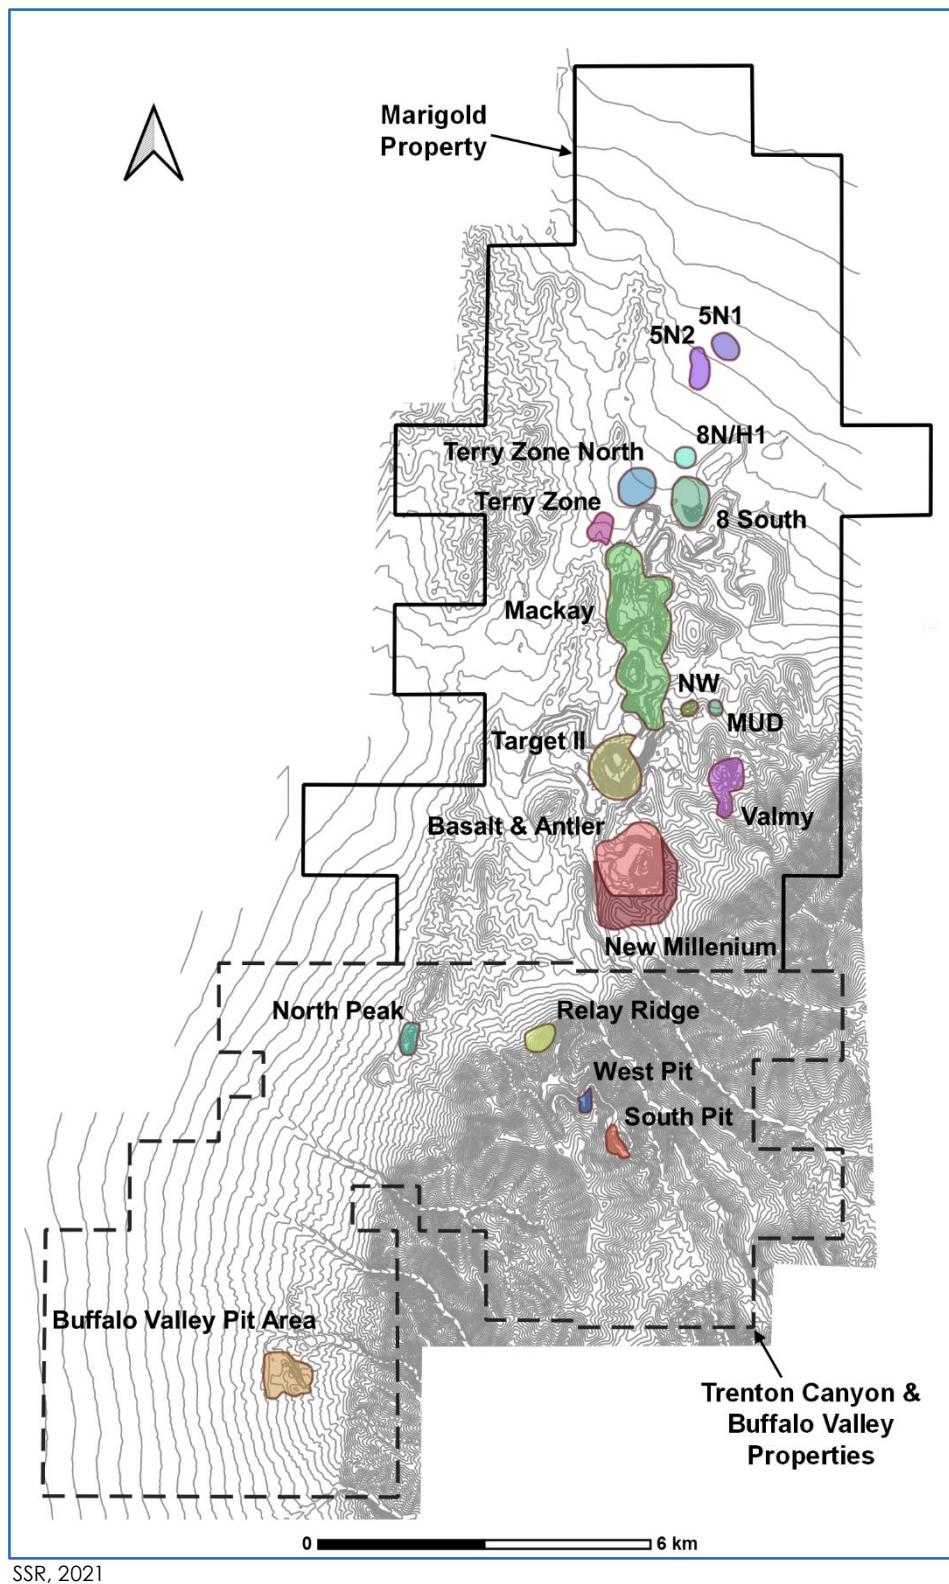 Marigold
Property
5N1
5N2
8N/H1
Terry Zone North
Terry Zone
8 South
Mackay
NW
MUD
Target II
Valmy
Basalt & Antler
New Millenium
North Peak
Relay Ridge
West Pit
South Pit
Buffalo Valley Pit Area
Trenton Canyon &
Buffalo Valley
Properties
0 6 km
SSR, 2021